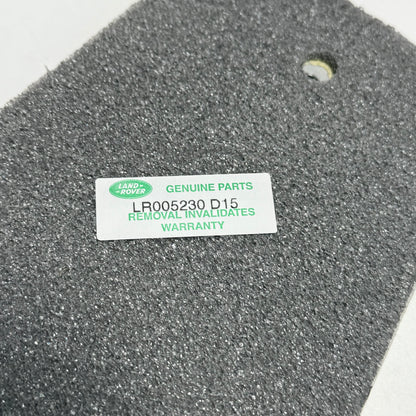 LAND-
ROVER
GENUINE PARTS
LR005230 D15
REMOVAL INVALIDATES
WARRANTY